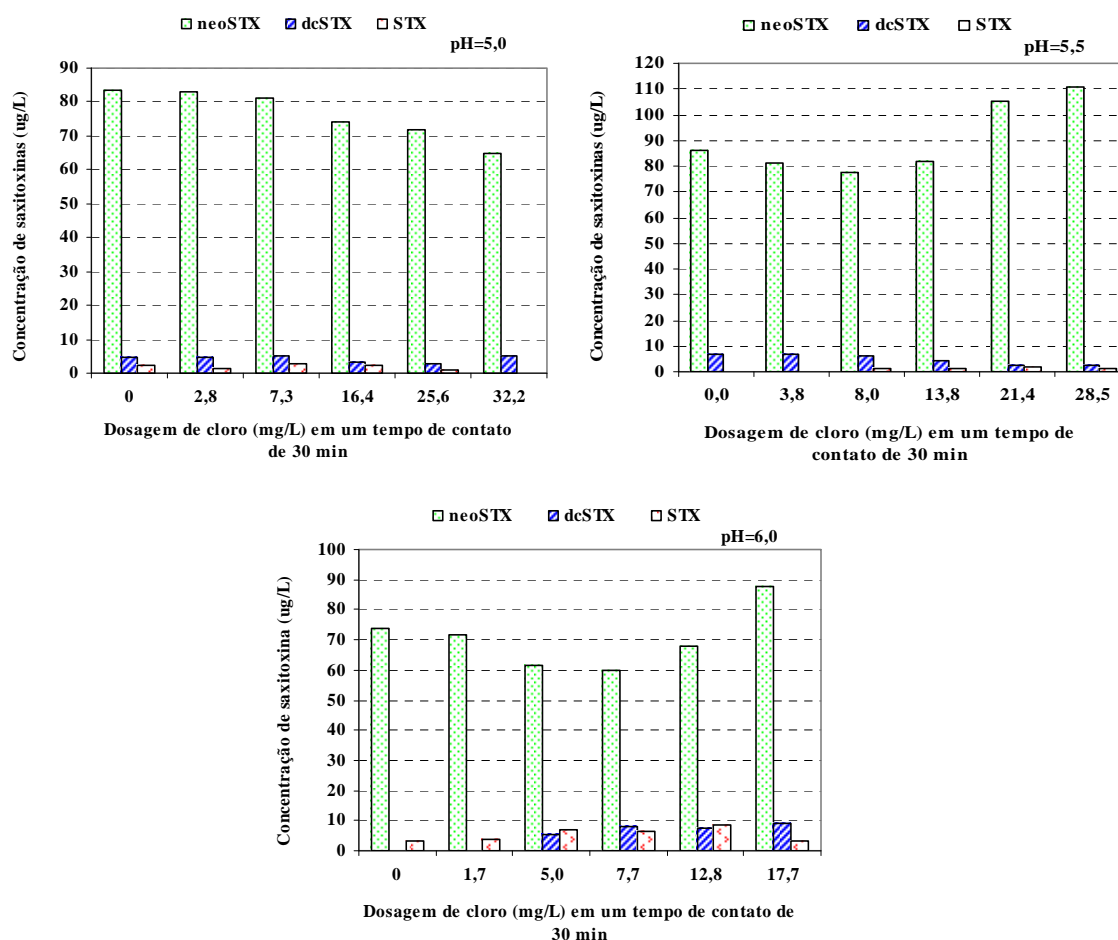 neoSTX dcSTX STX
pH=5,0
Concentração de saxitoxinas (ug/L)
90
80
70
60
50
40
30
20
10
0
0 2,8 7,3 16,4 25,6 32,2
Dosagem de cloro (mg/L) em um tempo de contato
de 30 min
neoSTX dcSTX STX
pH=5,5
Concentração de saxitoxinas (ug/L)
120
110
100
90
80
70
60
50
40
30
20
10
0
0,0 3,8 8,0 13,8 21,4 28,5
Dosagem de cloro (mg/L) em um tempo de
contato de 30 min
neoSTX dcSTX STX
pH=6,0
Concentração de saxitoxina (ug/L)
100
90
80
70
60
50
40
30
20
10
0
0 1,7 5,0 7,7 12,8 17,7
Dosagem de cloro (mg/L) em um tempo de contato de
30 min